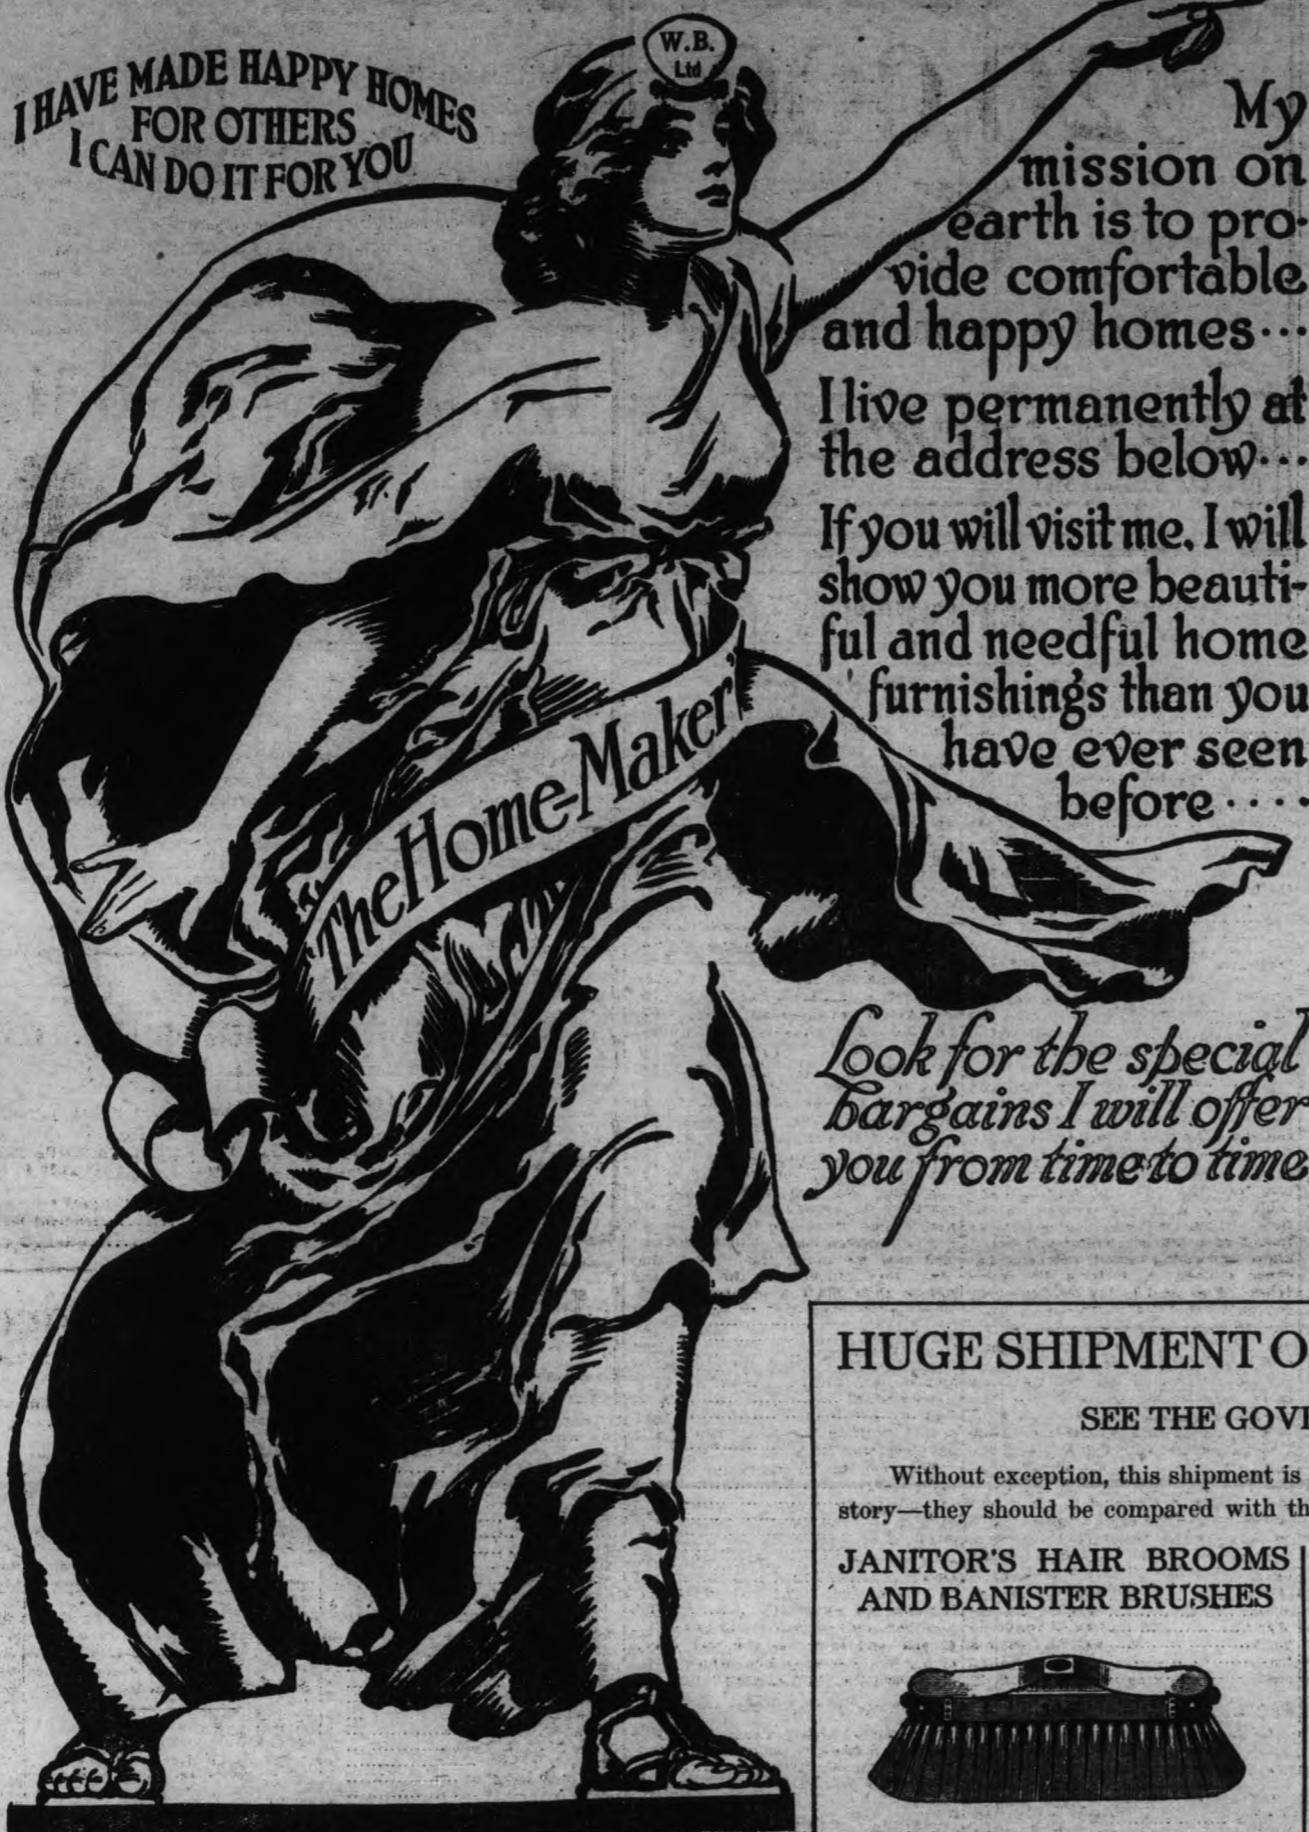 I HAVE MADE HAPPY HOMES
FOR OTHERS
I CAN DO IT FOR YOU
W.B.
Ltd
My
mission on
earth is to pro-
vide comfortable
and happy homes...
I live permanently at
the address below...
If you will visit me, I will
show you more beauti-
ful and needful home
furnishings than you
have ever seen
before....
The Home-Maker
Look for the special
bargains I will offer
you from time to time
HUGE SHIPMENT O
SEE THE GOVE
Without exception, this shipment is
story—they should be compared with th
JANITOR'S HAIR BROOMS
AND BANISTER BRUSHES